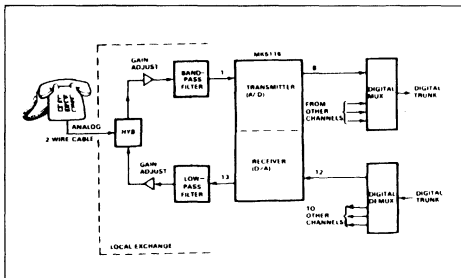 GAIN
ADJUST
BAND-
PASS
FILTER
1
MK5116
TRANSMITTER
(A/D)
8
DIGITAL
MUX
DIGITAL
TRUNK
FROM
OTHER
CHANNELS
ANALOG
2 WIRE CABLE
HYB
GAIN
ADJUST
LOW-
PASS
FILTER
13
RECEIVER
(D/A)
12
DIGITAL
DEMUX
DIGITAL
TRUNK
TO
OTHER
CHANNELS
LOCAL EXCHANGE